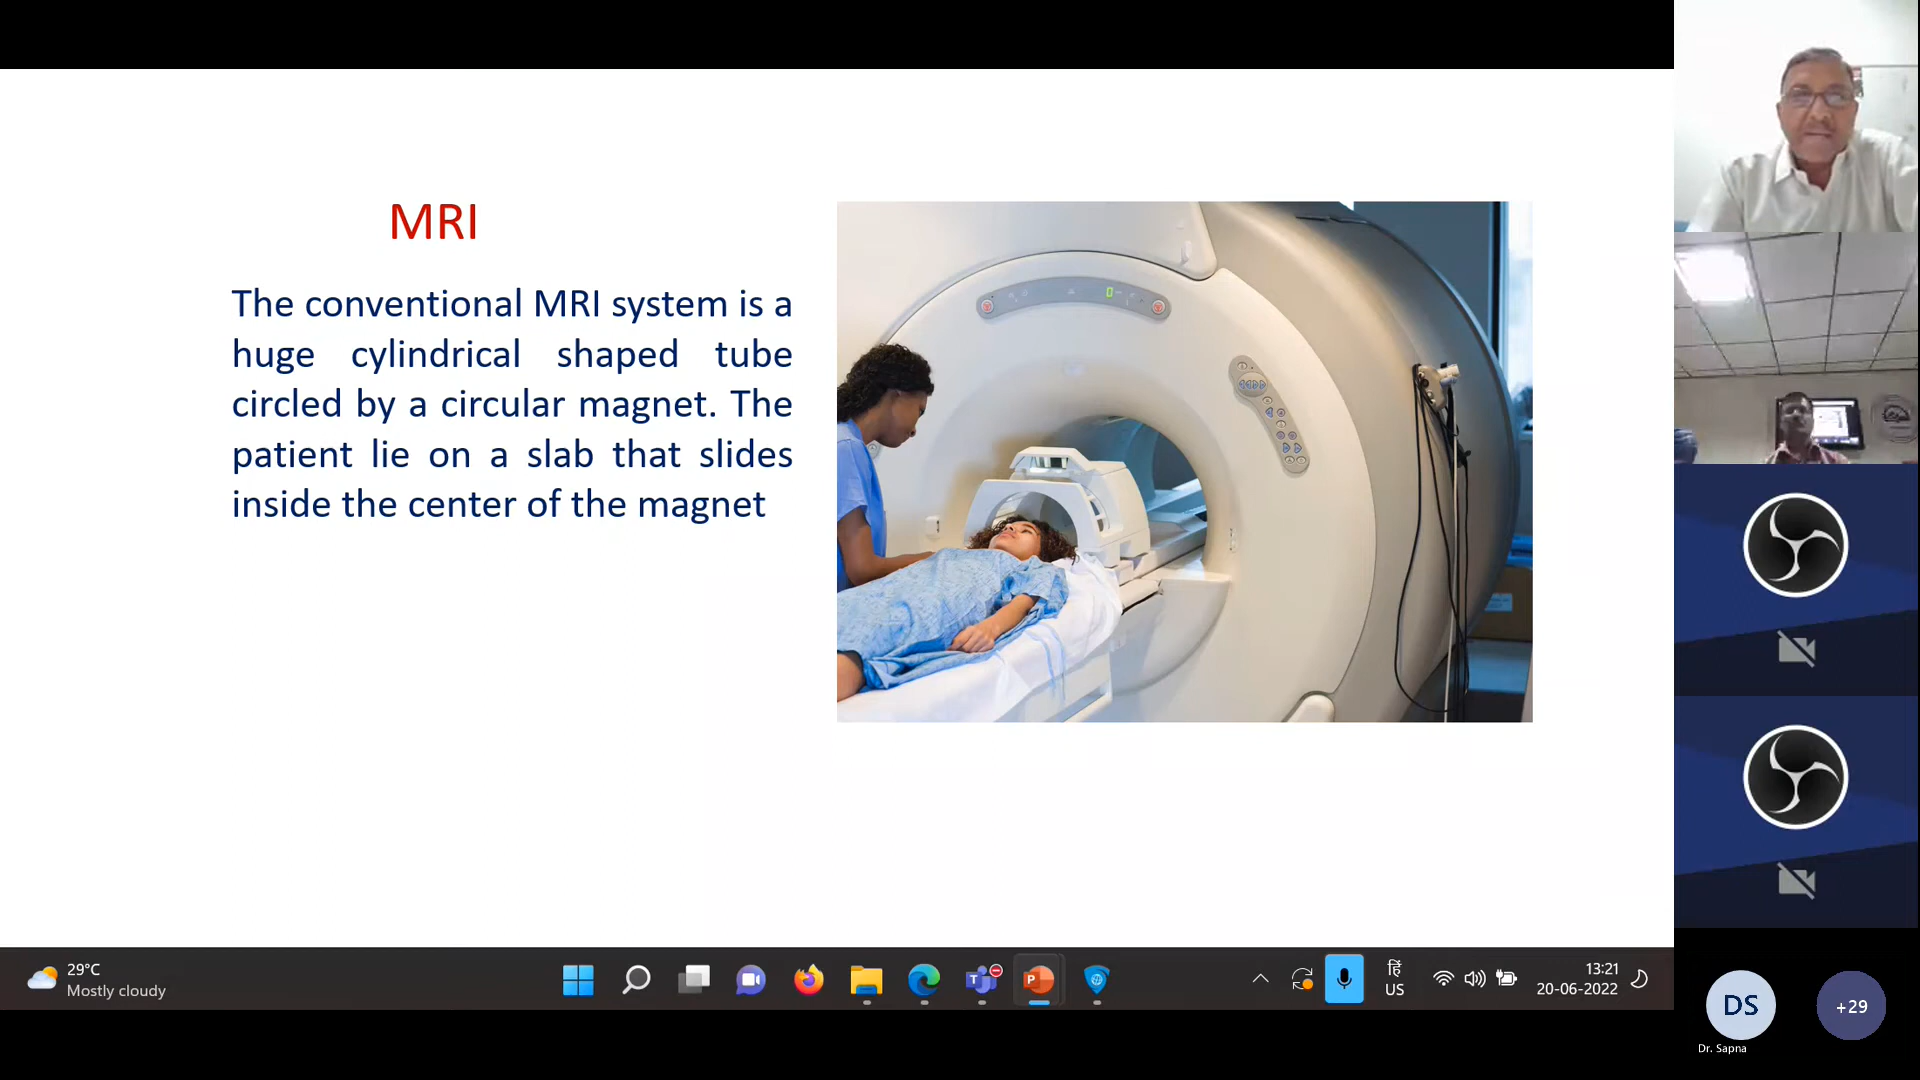 MRI
The conventional MRI system is a
huge cylindrical shaped tube
circled by a circular magnet. The
patient lie on a slab that slides
inside the center of the magnet
29°C
Mostly cloudy
हिं
US
13:21
20-06-2022
DS
Dr. Sapna
+29